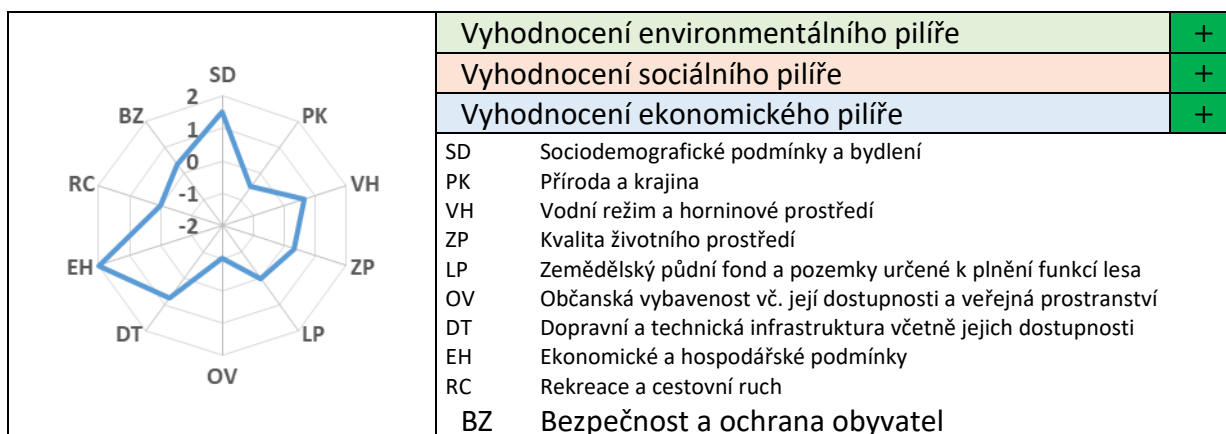 SD
PK
VH
ZP
LP
OV
DT
EH
RC
BZ
2
1
0
-1
-2
Vyhodnocení environmentálního pilíře +
Vyhodnocení sociálního pilíře +
Vyhodnocení ekonomického pilíře +
SD Sociodemografické podmínky a bydlení
PK Příroda a krajina
VH Vodní režim a horninové prostředí
ZP Kvalita životního prostředí
LP Zemědělský půdní fond a pozemky určené k plnění funkcí lesa
OV Občanská vybavenost vč. její dostupnosti a veřejná prostranství
DT Dopravní a technická infrastruktura včetně jejich dostupnosti
EH Ekonomické a hospodářské podmínky
RC Rekreace a cestovní ruch
BZ Bezpečnost a ochrana obyvatel